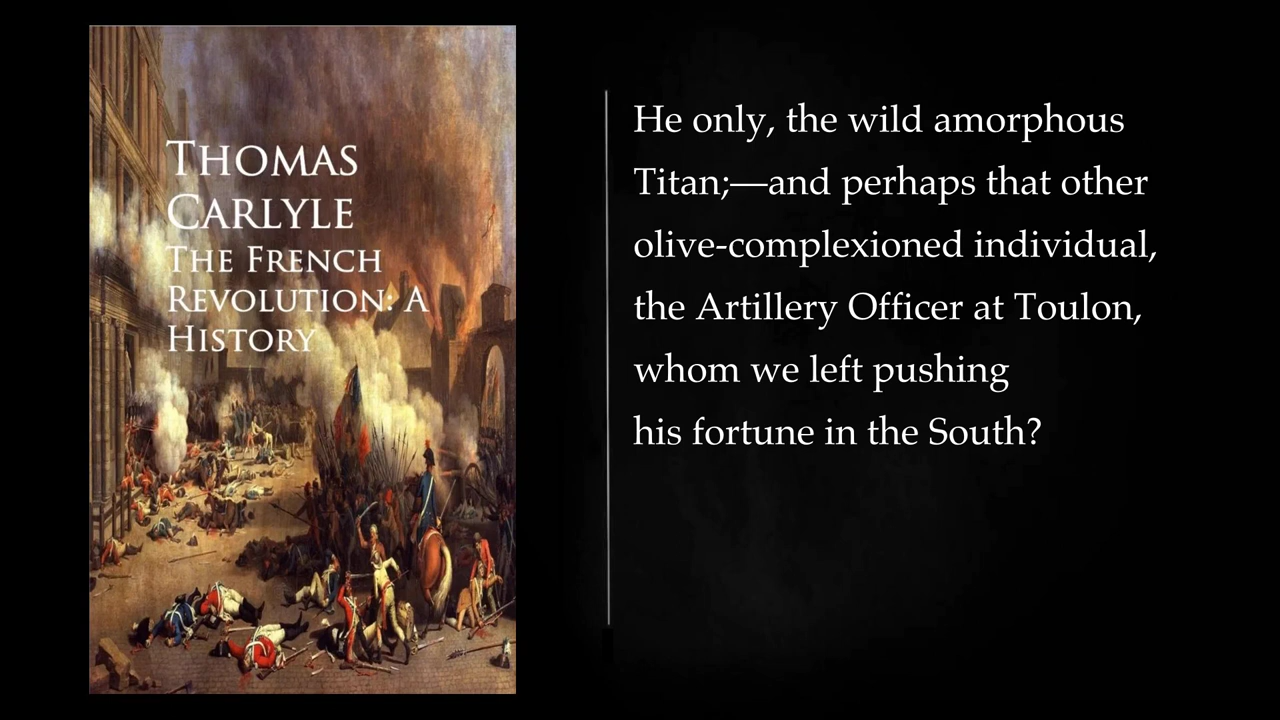 THOMAS
CARLYLE
THE FRENCH
REVOLUTION: A
HISTORY
He only, the wild amorphous
Titan;—and perhaps that other
olive-complexioned individual,
the Artillery Officer at Toulon,
whom we left pushing
his fortune in the South?